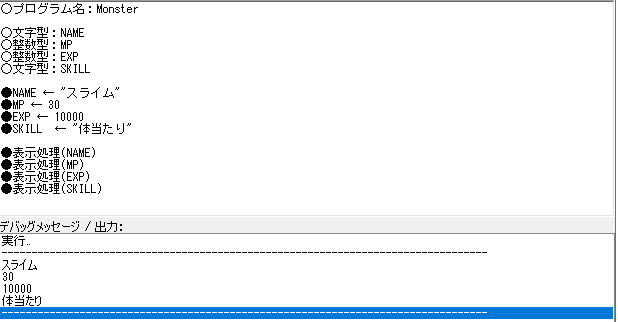 ○プログラム名：Monster
○文字型：NAME
○整数型：MP
○整数型：EXP
○文字型：SKILL
●NAME ← "スライム"
●MP ← 30
●EXP ← 10000
●SKILL　← "体当たり"
●表示処理(NAME)
●表示処理(MP)
●表示処理(EXP)
●表示処理(SKILL)
デバッグメッセージ / 出力：
実行..
--------------------------------------------------------------------------------
スライム
30
10000
体当たり
--------------------------------------------------------------------------------